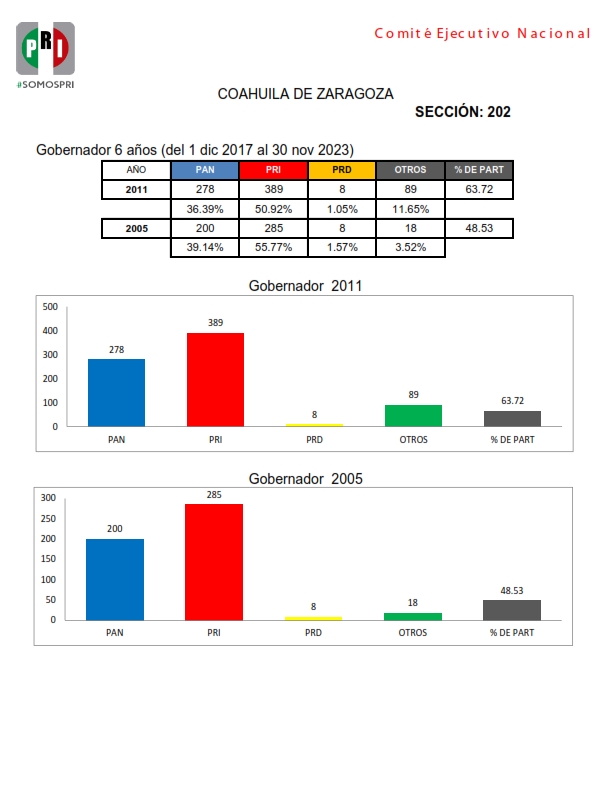 Comité Ejecutivo Nacional
PRI
#SOMOSPRI
COAHUILA DE ZARAGOZA
SECCIÓN: 202
Gobernador 6 años (del 1 dic 2017 al 30 nov 2023)
AÑO PAN PRI PRD OTROS % DE PART
2011 278 389 8 89 63.72
36.39% 50.92% 1.05% 11.65%
2005 200 285 8 18 48.53
39.14% 55.77% 1.57% 3.52%
Gobernador 2011
500
400
300
200
100
0
278
389
8
89
63.72
PAN PRI PRD OTROS % DE PART
Gobernador 2005
300
250
200
150
100
50
0
200
285
8
18
48.53
PAN PRI PRD OTROS % DE PART